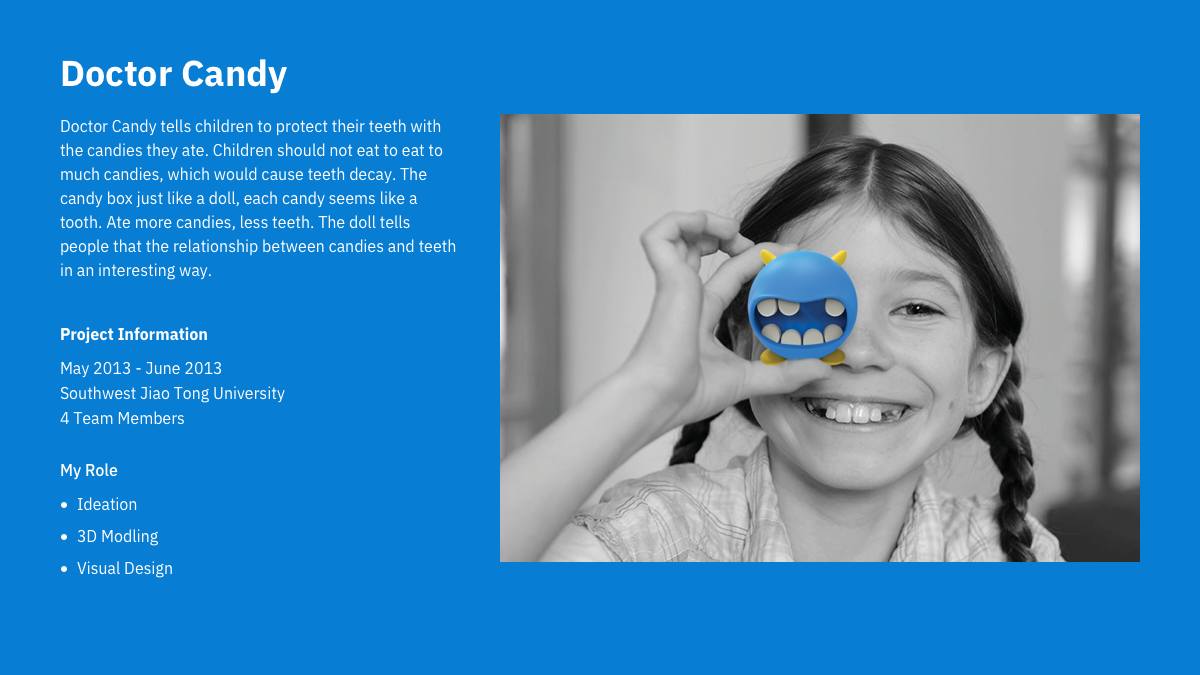 Doctor Candy
Doctor Candy tells children to protect their teeth with
the candies they ate. Children should not eat to eat to
much candies, which would cause teeth decay. The
candy box just like a doll, each candy seems like a
tooth. Ate more candies, less teeth. The doll tells
people that the relationship between candies and teeth
in an interesting way.
Project Information
May 2013 - June 2013
Southwest Jiao Tong University
4 Team Members
My Role
• Ideation
• 3D Modling
• Visual Design